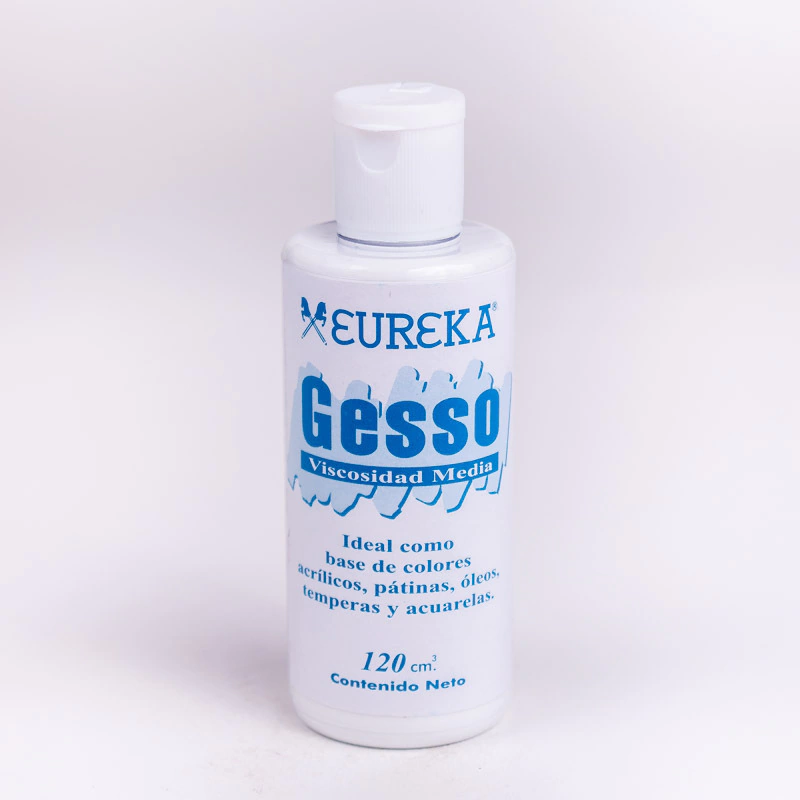 EUREKA®
Gesso
Viscosidad Media
Ideal como
base de colores
acrílicos, pátinas, óleos,
temperas y acuarelas.
120 cm³.
Contenido Neto